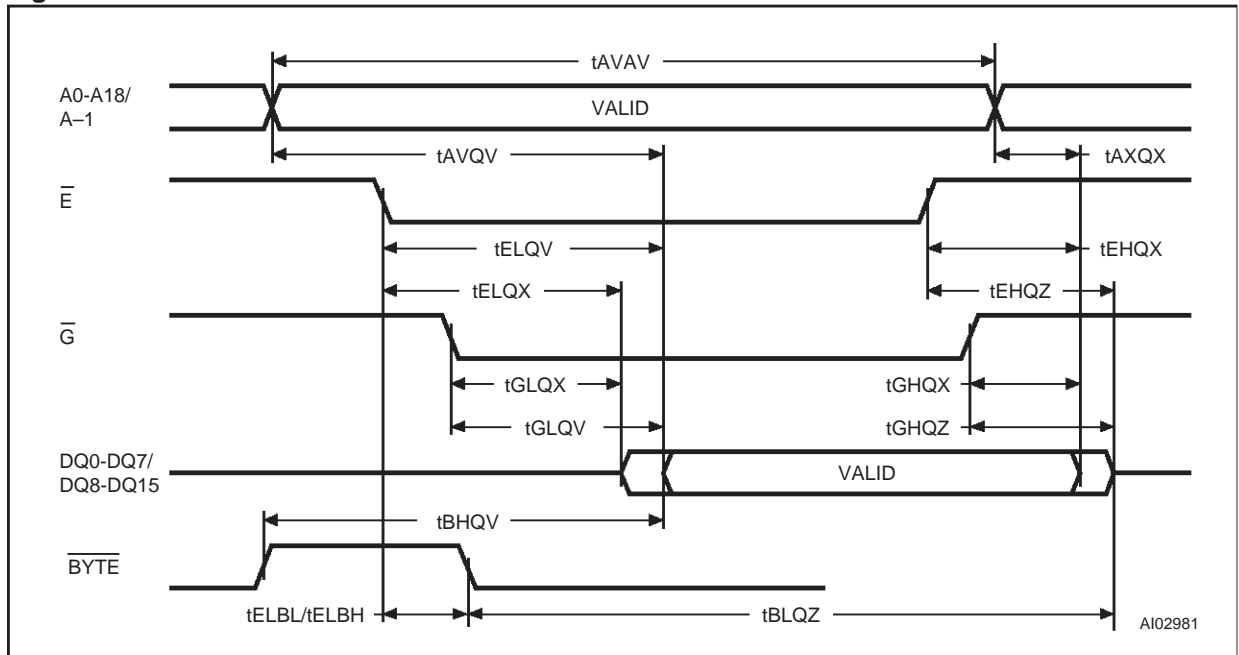 tAVAV
A0-A18/
A–1
VALID
tAVQV
tAXQX
E
tELQV
tEHQX
tELQX
tEHQZ
G
tGLQX
tGHQX
tGLQV
tGHQZ
DQ0-DQ7/
DQ8-DQ15
VALID
tBHQV
BYTE
tELBL/tELBH
tBLQZ
AI02981